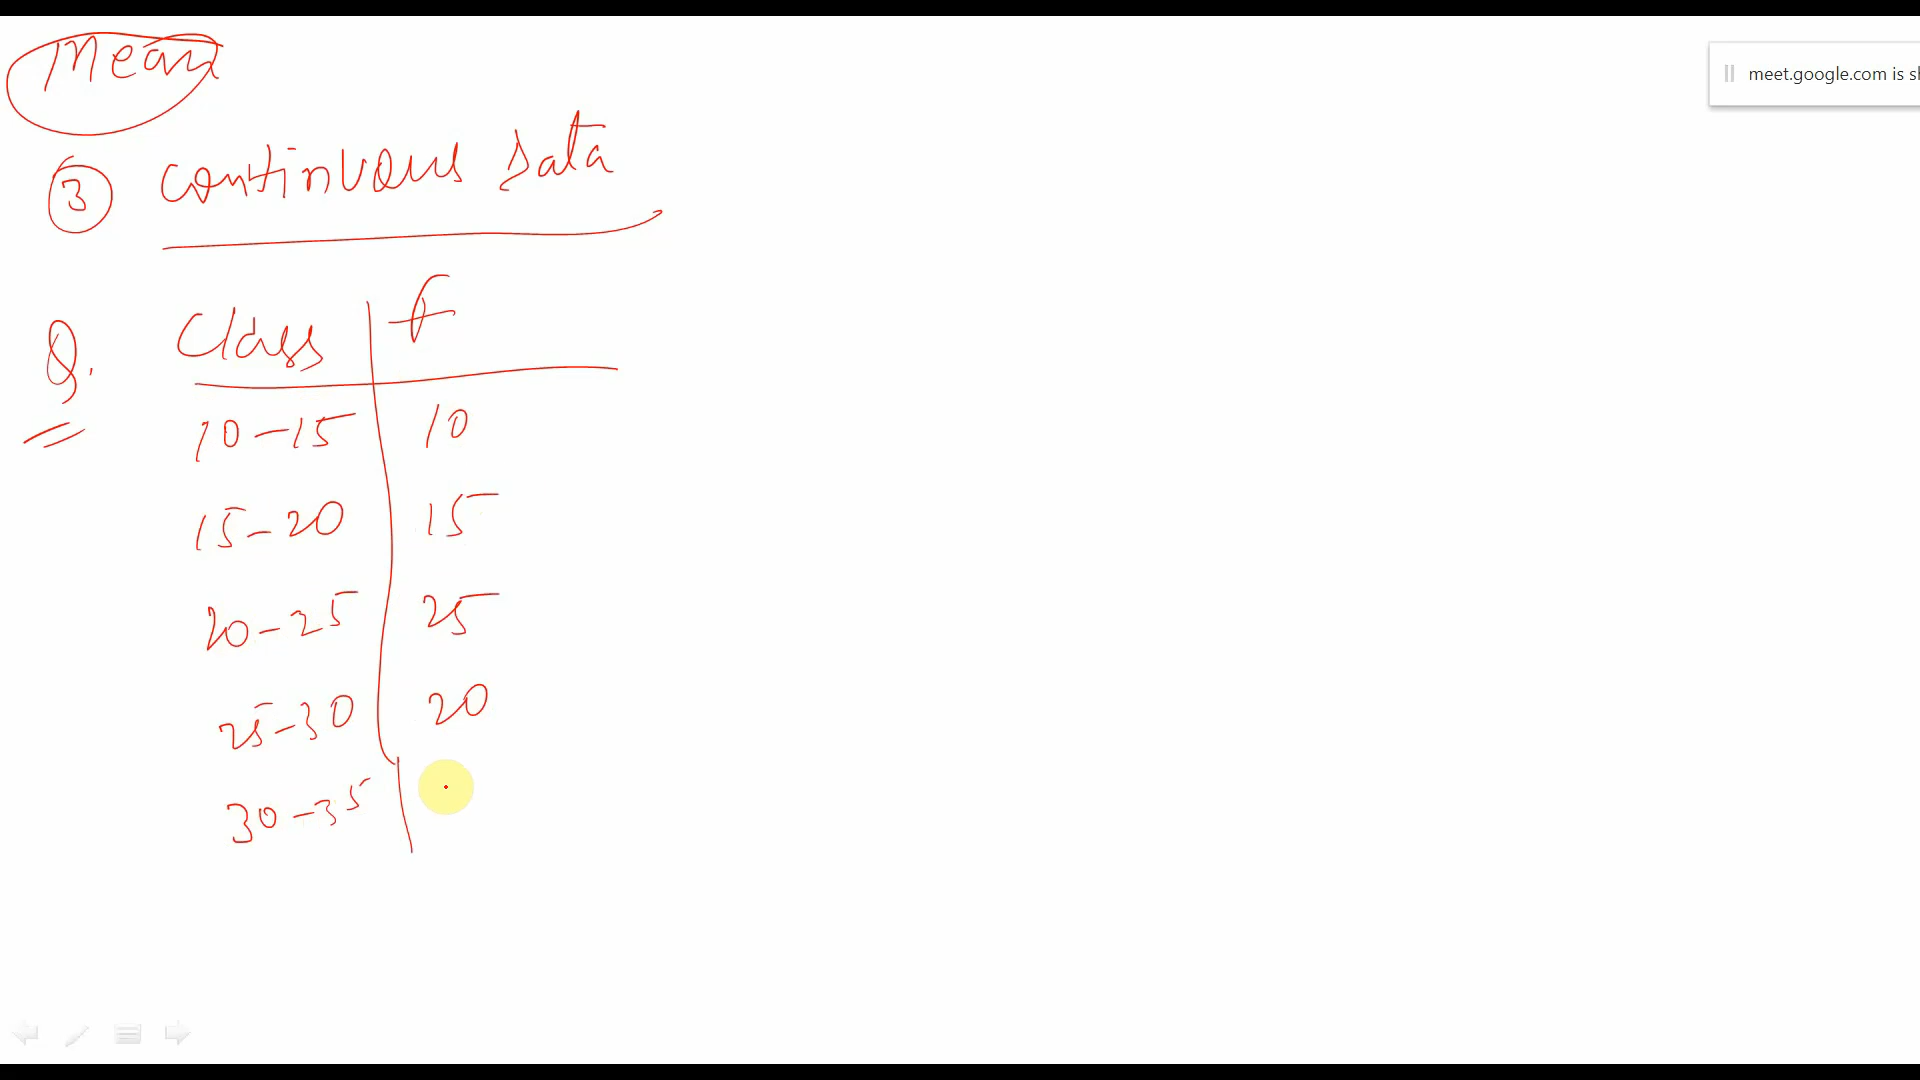 Mean
meet.google.com is sh
3 Continuous Data
Q. Class f
10-15 10
15-20 15
20-25 25
25-30 20
30-35